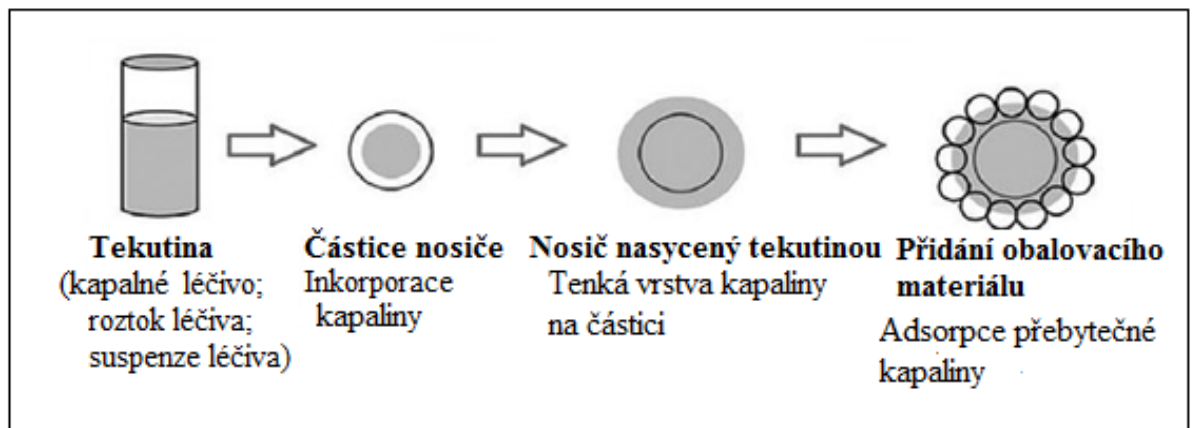 Tekutina
(kapalné léčivo;
roztok léčiva;
suspenze léčiva)
Částice nosiče
Inkorporace
kapaliny
Nosič nasycený tekutinou
Tenká vrstva kapaliny
na částici
Přidání obalovacího
materiálu
Adsorpce přebytečné
kapaliny